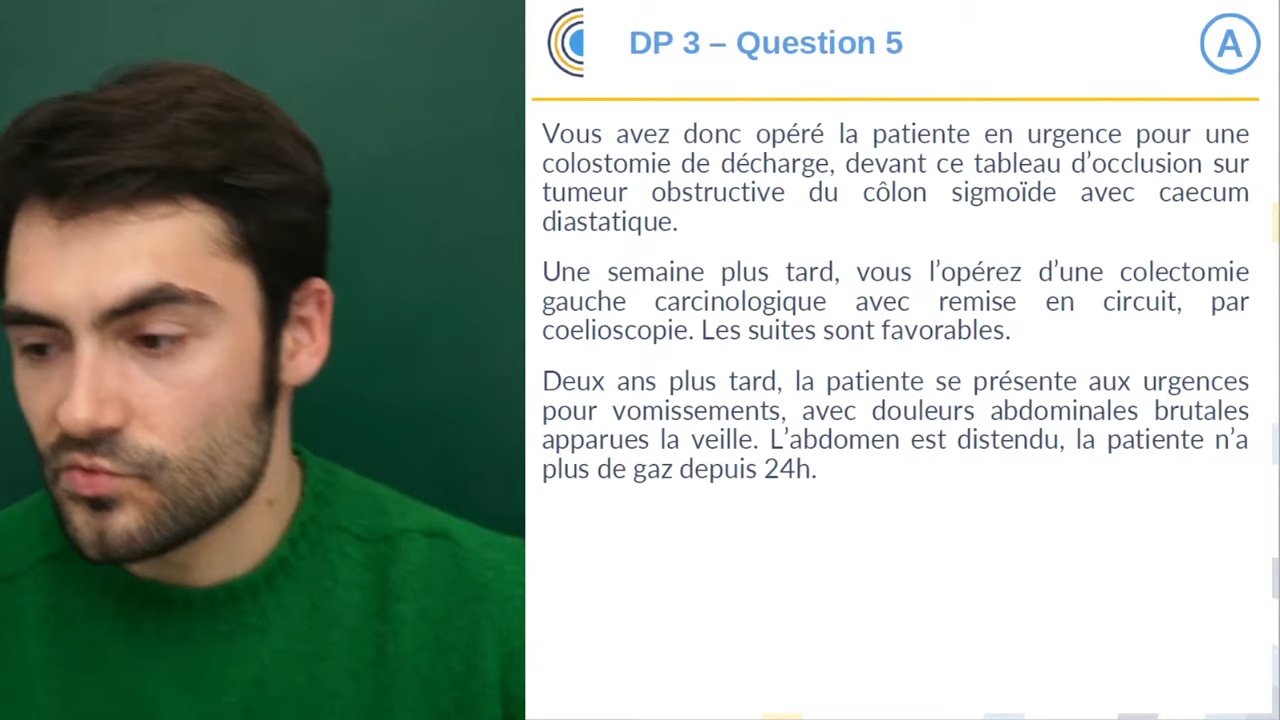 DP 3 – Question 5
A
Vous avez donc opéré la patiente en urgence pour une
colostomie de décharge, devant ce tableau d’occlusion sur
tumeur obstructive du côlon sigmoïde avec caecum
diastatique.
Une semaine plus tard, vous l’opérez d’une colectomie
gauche carcinologique avec remise en circuit, par
coelioscopie. Les suites sont favorables.
Deux ans plus tard, la patiente se présente aux urgences
pour vomissements, avec douleurs abdominales brutales
apparues la veille. L’abdomen est distendu, la patiente n’a
plus de gaz depuis 24h.